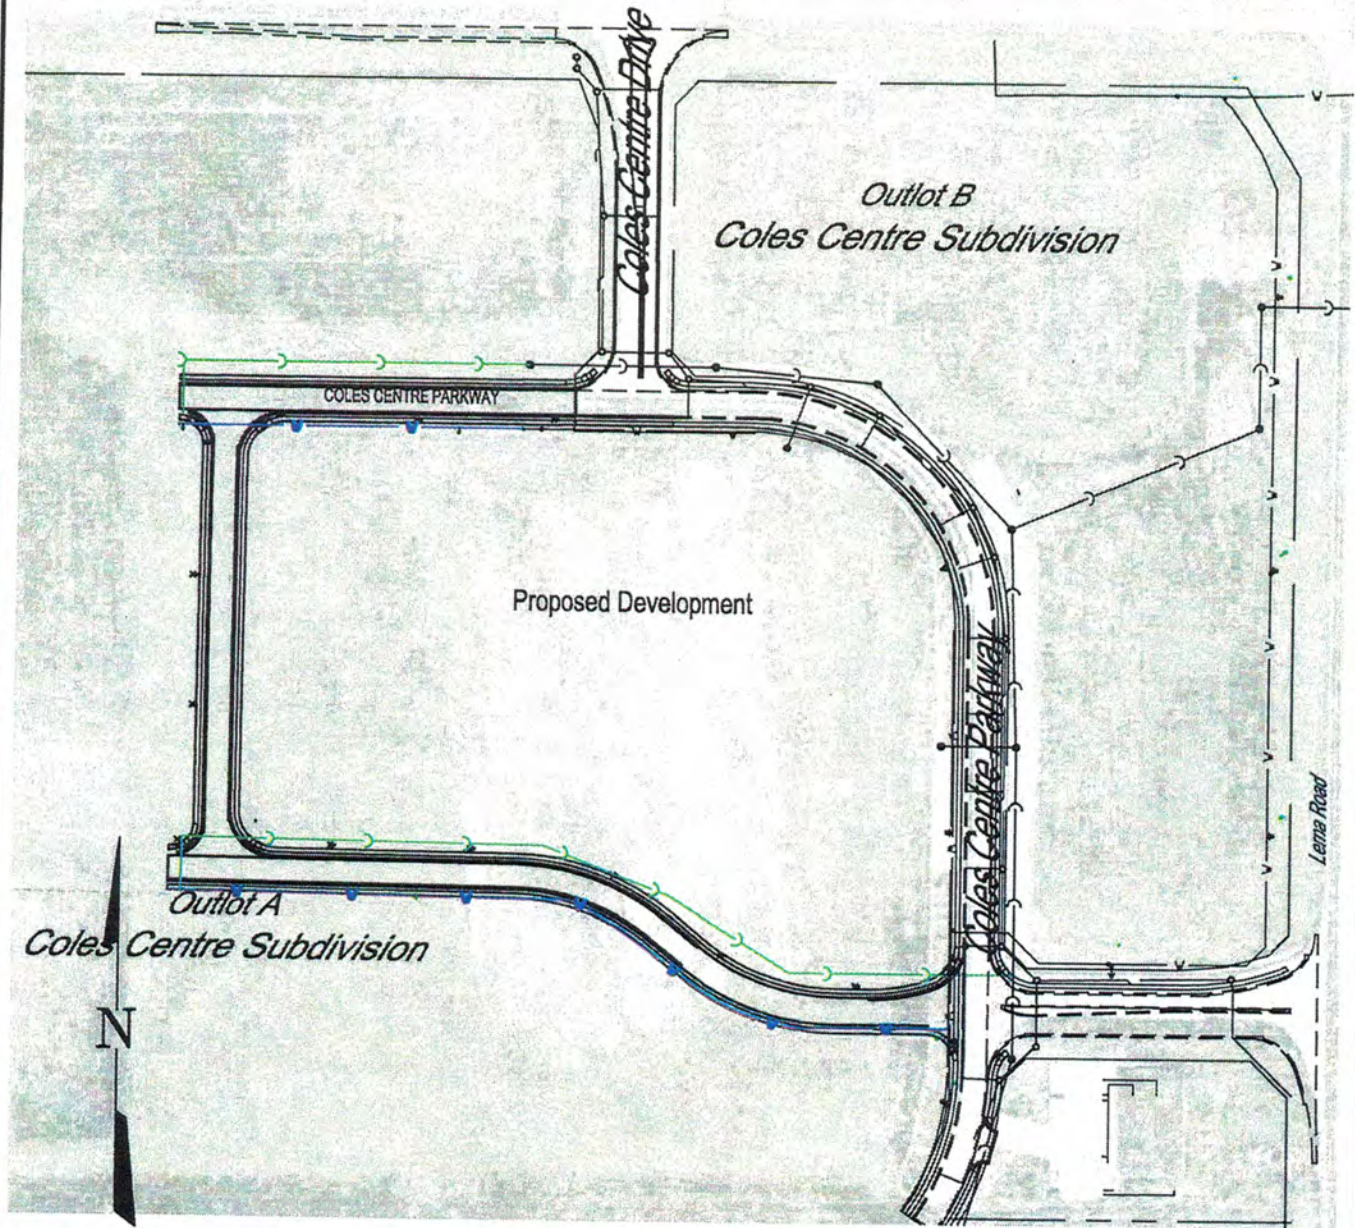 Coles Centre Drive
Outlot B
Coles Centre Subdivision
COLES CENTRE PARKWAY
Proposed Development
Coles Centre Parkway
Lema Road
Outlot A
Coles Centre Subdivision
N